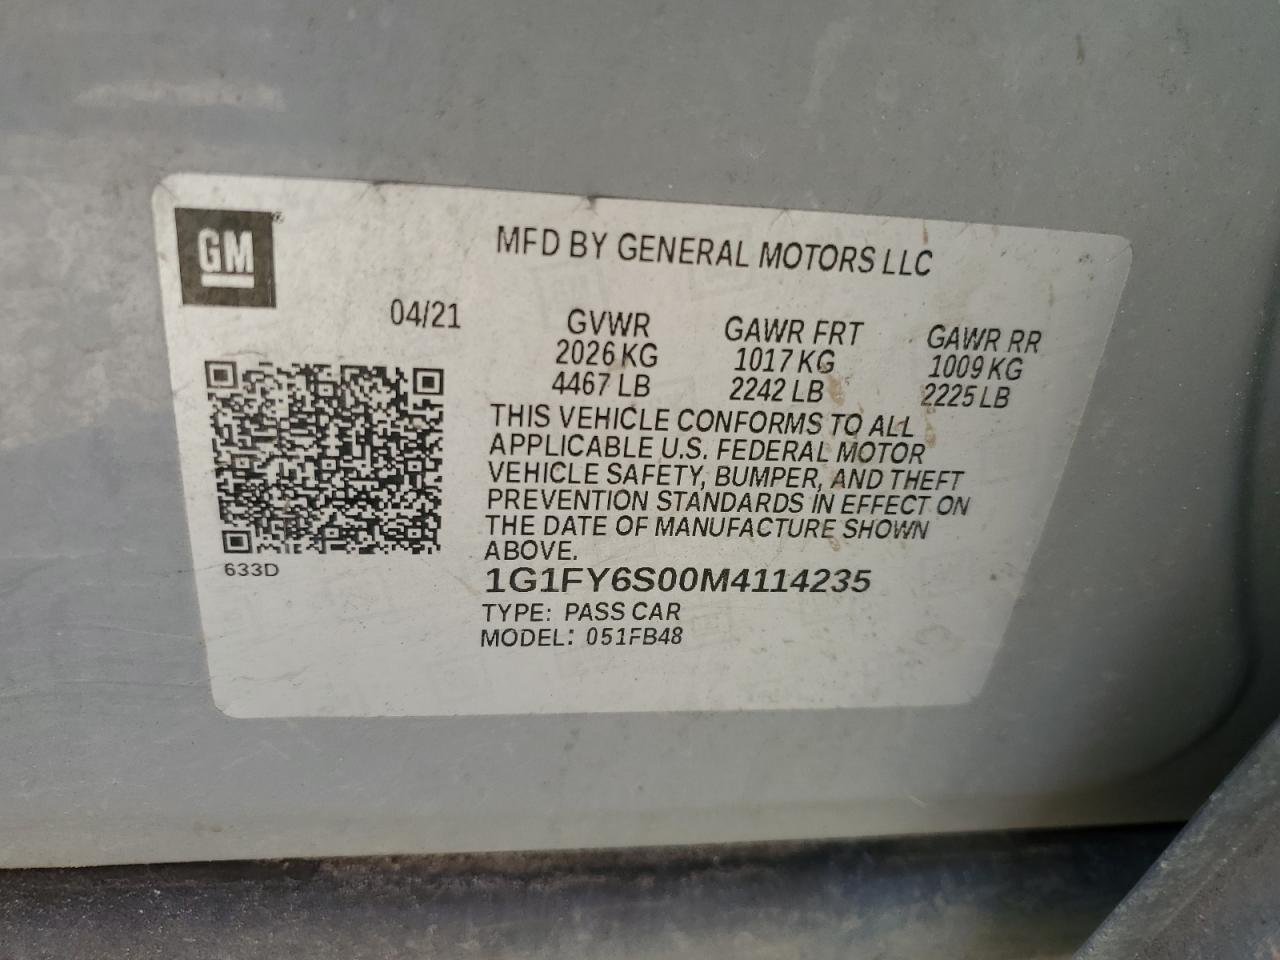 GM
MFD BY GENERAL MOTORS LLC
04/21
GVWR GAWR FRT GAWR RR
2026 KG 1017 KG 1009 KG
4467 LB 2242 LB 2225 LB
THIS VEHICLE CONFORMS TO ALL
APPLICABLE U.S. FEDERAL MOTOR
VEHICLE SAFETY, BUMPER, AND THEFT
PREVENTION STANDARDS IN EFFECT ON
THE DATE OF MANUFACTURE SHOWN
ABOVE.
633D
1G1FY6S00M4114235
TYPE: PASS CAR
MODEL: 051FB48